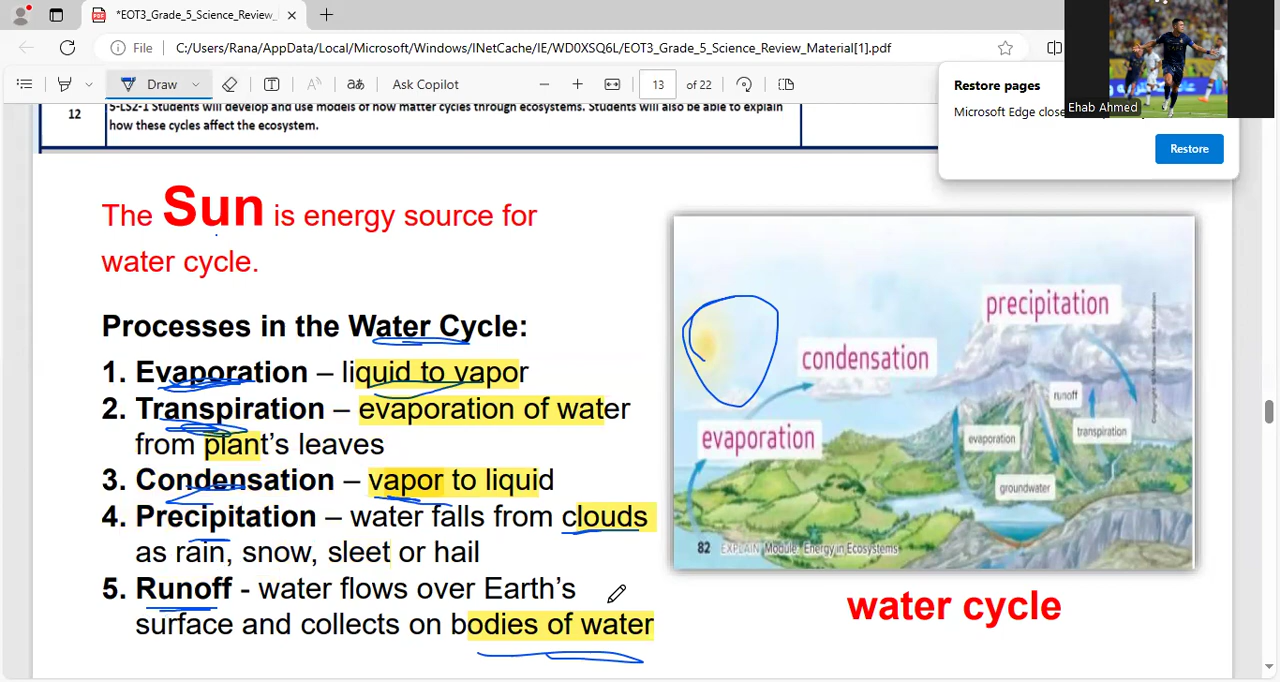 *EOT3_Grade_5_Science_Review_
File
C:/Users/Rana/AppData/Local/Microsoft/Windows/INetCache/IE/WD0XSQ6L/EOT3_Grade_5_Science_Review_Material[1].pdf
Draw
Ask Copilot
13
of 22
Restore pages
Microsoft Edge close
Restore
Ehab Ahmed
12
5-LS2-1 Students will develop and use models of how matter cycles through ecosystems. Students will also be able to explain
how these cycles affect the ecosystem.
The Sun is energy source for
water cycle.
Processes in the Water Cycle:
1. Evaporation – liquid to vapor
2. Transpiration – evaporation of water
from plant's leaves
3. Condensation – vapor to liquid
4. Precipitation – water falls from clouds
as rain, snow, sleet or hail
5. Runoff - water flows over Earth's
surface and collects on bodies of water
precipitation
condensation
runoff
evaporation
evaporation
transpiration
groundwater
82 EXPLAIN Module: Energy in Ecosystems
water cycle